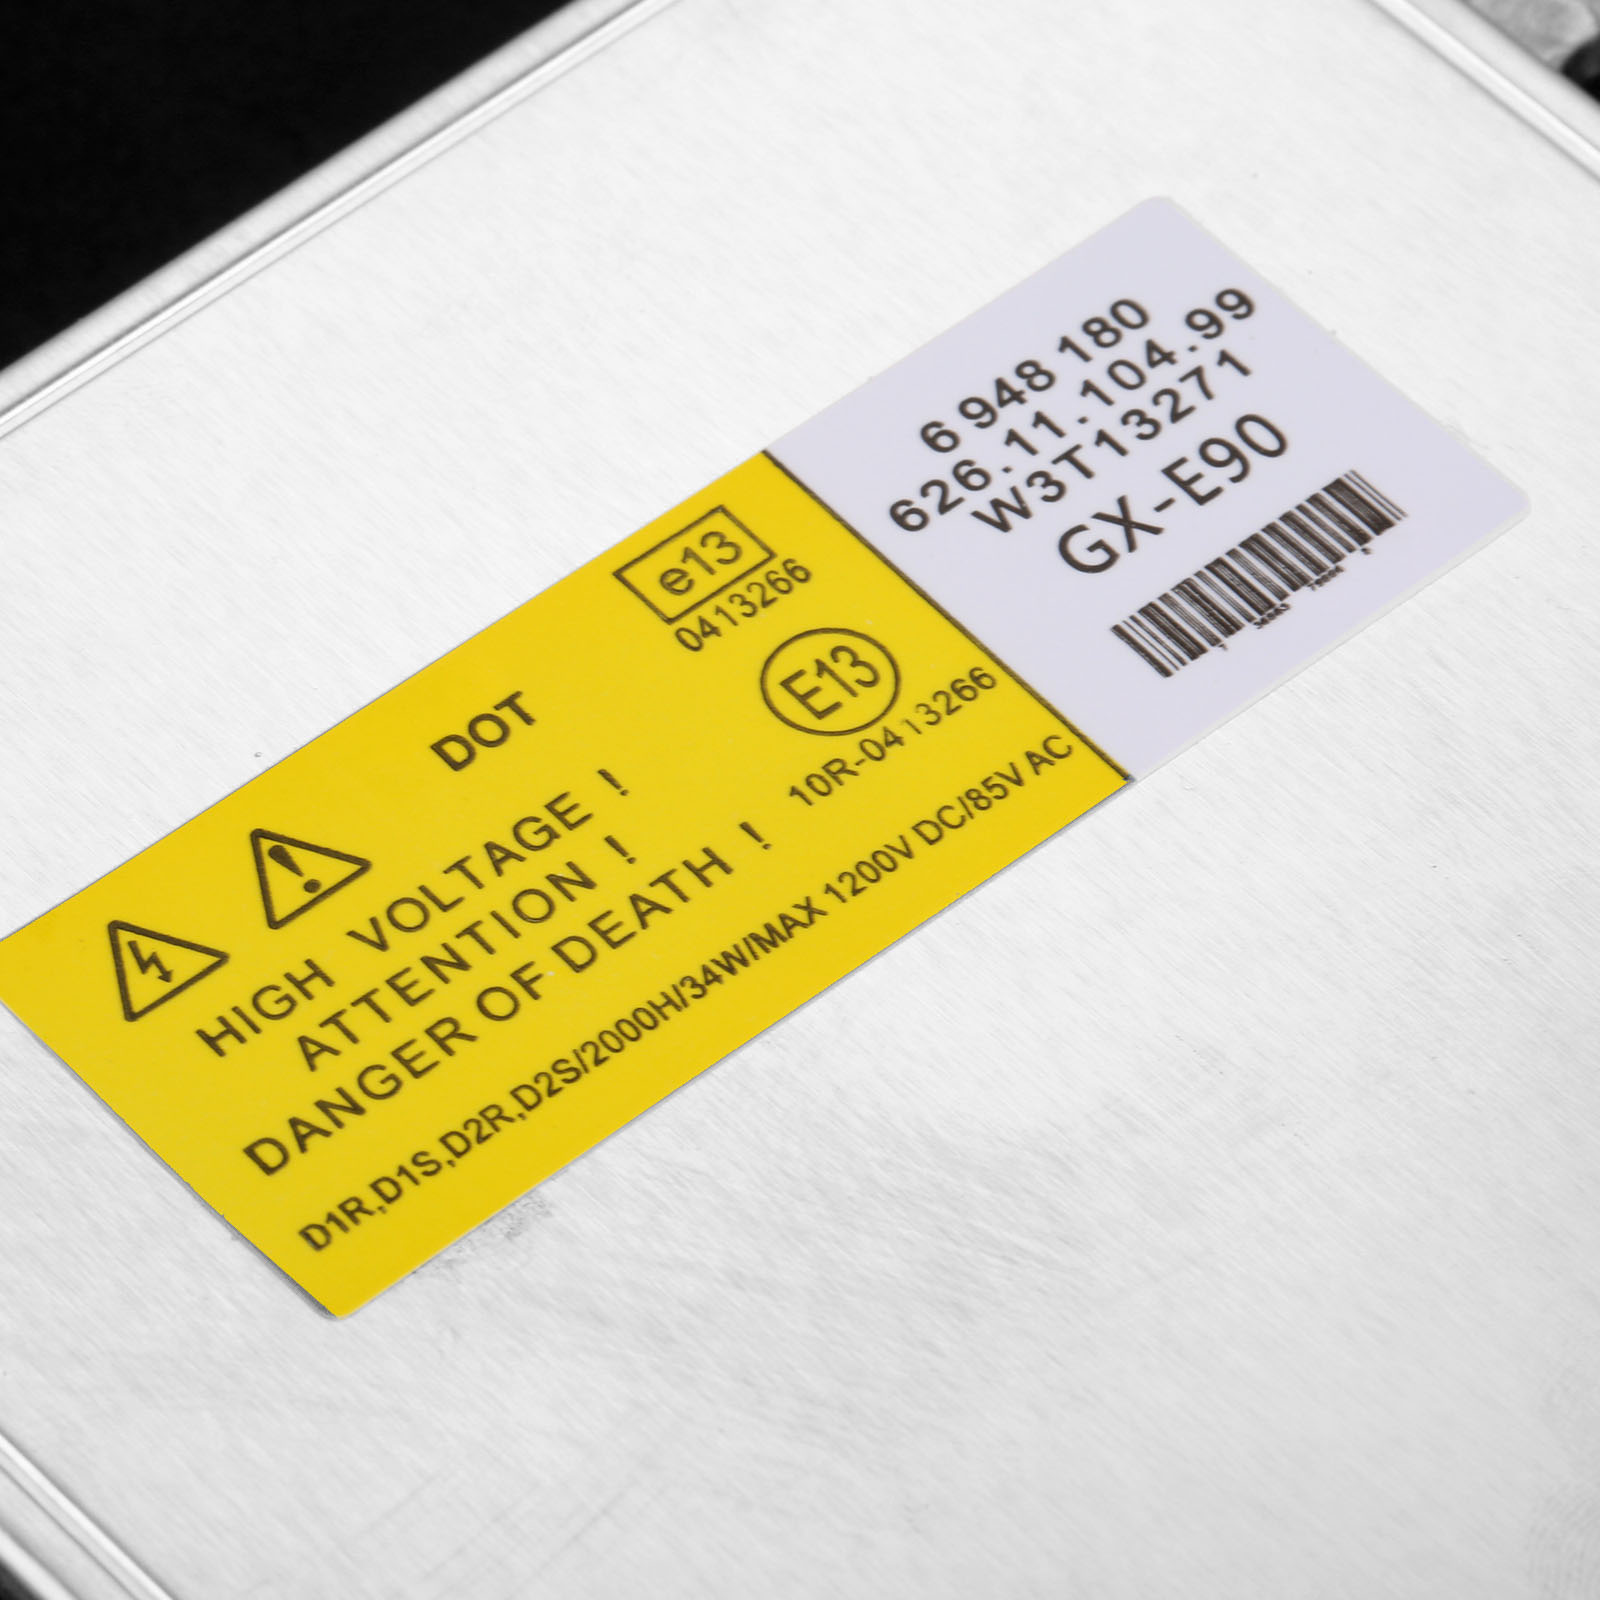 DOT
HIGH VOLTAGE !
ATTENTION !
DANGER OF DEATH !
D1R,D1S,D2R,D2S/2000H/34W/MAX 1200V DC/85V AC
e13
0413266
E13
10R-0413266
6 948 180
626.11.104.99
W3T13271
GX-E90